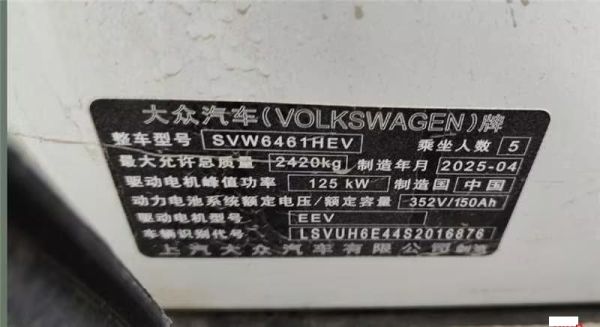 大众汽车(VOLKSWAGEN)牌
整车型号 SVW6461HEV 乘坐人数 5
最大允许总质量 2420kg 制造年月 2025-04
驱动电机峰值功率 125 kW 制造国 中国
动力电池系统额定电压/额定容量 352V/150Ah
驱动电机型号 EEV
车辆识别代号 LSVUH6E44S2016876
上汽大众汽车有限公司 制造